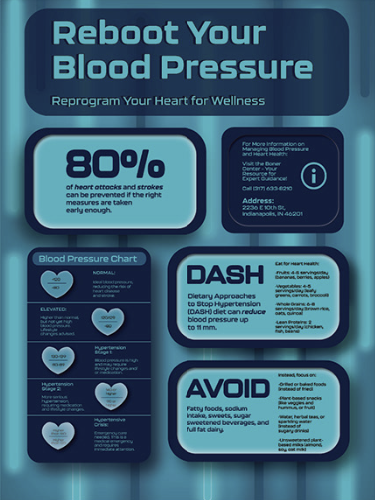 Reboot Your
Blood Pressure
Reprogram Your Heart for Wellness
80%
of heart attacks and strokes
can be prevented if the right
measures are taken
early enough.
For More Information on
Managing Blood Pressure
and Heart Health:
Visit the Boner
Center - Your
Resource for
Expert Guidance!
Call (317) 633-8210
Address:
2236 E 10th St,
Indianapolis, IN 46201
Blood Pressure Chart
NORMAL:
ELEVATED:
Hypertension
Stage 1:
Hypertension
Stage 2:
Hypertensive
Crisis:
DASH
Dietary Approaches
to Stop Hypertension
(DASH) diet can reduce
blood pressure up
to 11 mm.
Eat for Heart Health:
-Fruits: 4-5 servings/day
(bananas, berries, apples)
-Vegetables: 4-5
servings/day (leafy
greens, carrots, broccoli)
-Whole Grains: 6-8
servings/day (brown rice,
oats, quinoa)
-Lean Proteins: 2
servings/day (chicken,
fish, beans)
AVOID
Fatty foods, sodium
intake, sweets, sugar
sweetened beverages, and
full fat dairy.
Instead, focus on:
-Grilled or baked foods
(instead of fried)
-Plant-based snacks
(like veggies and
hummus, or fruit)
-Water, herbal teas, or
sparkling water
(instead of
sugary drinks)
-Unsweetened plant-
based milks (almond,
soy, oat milk)